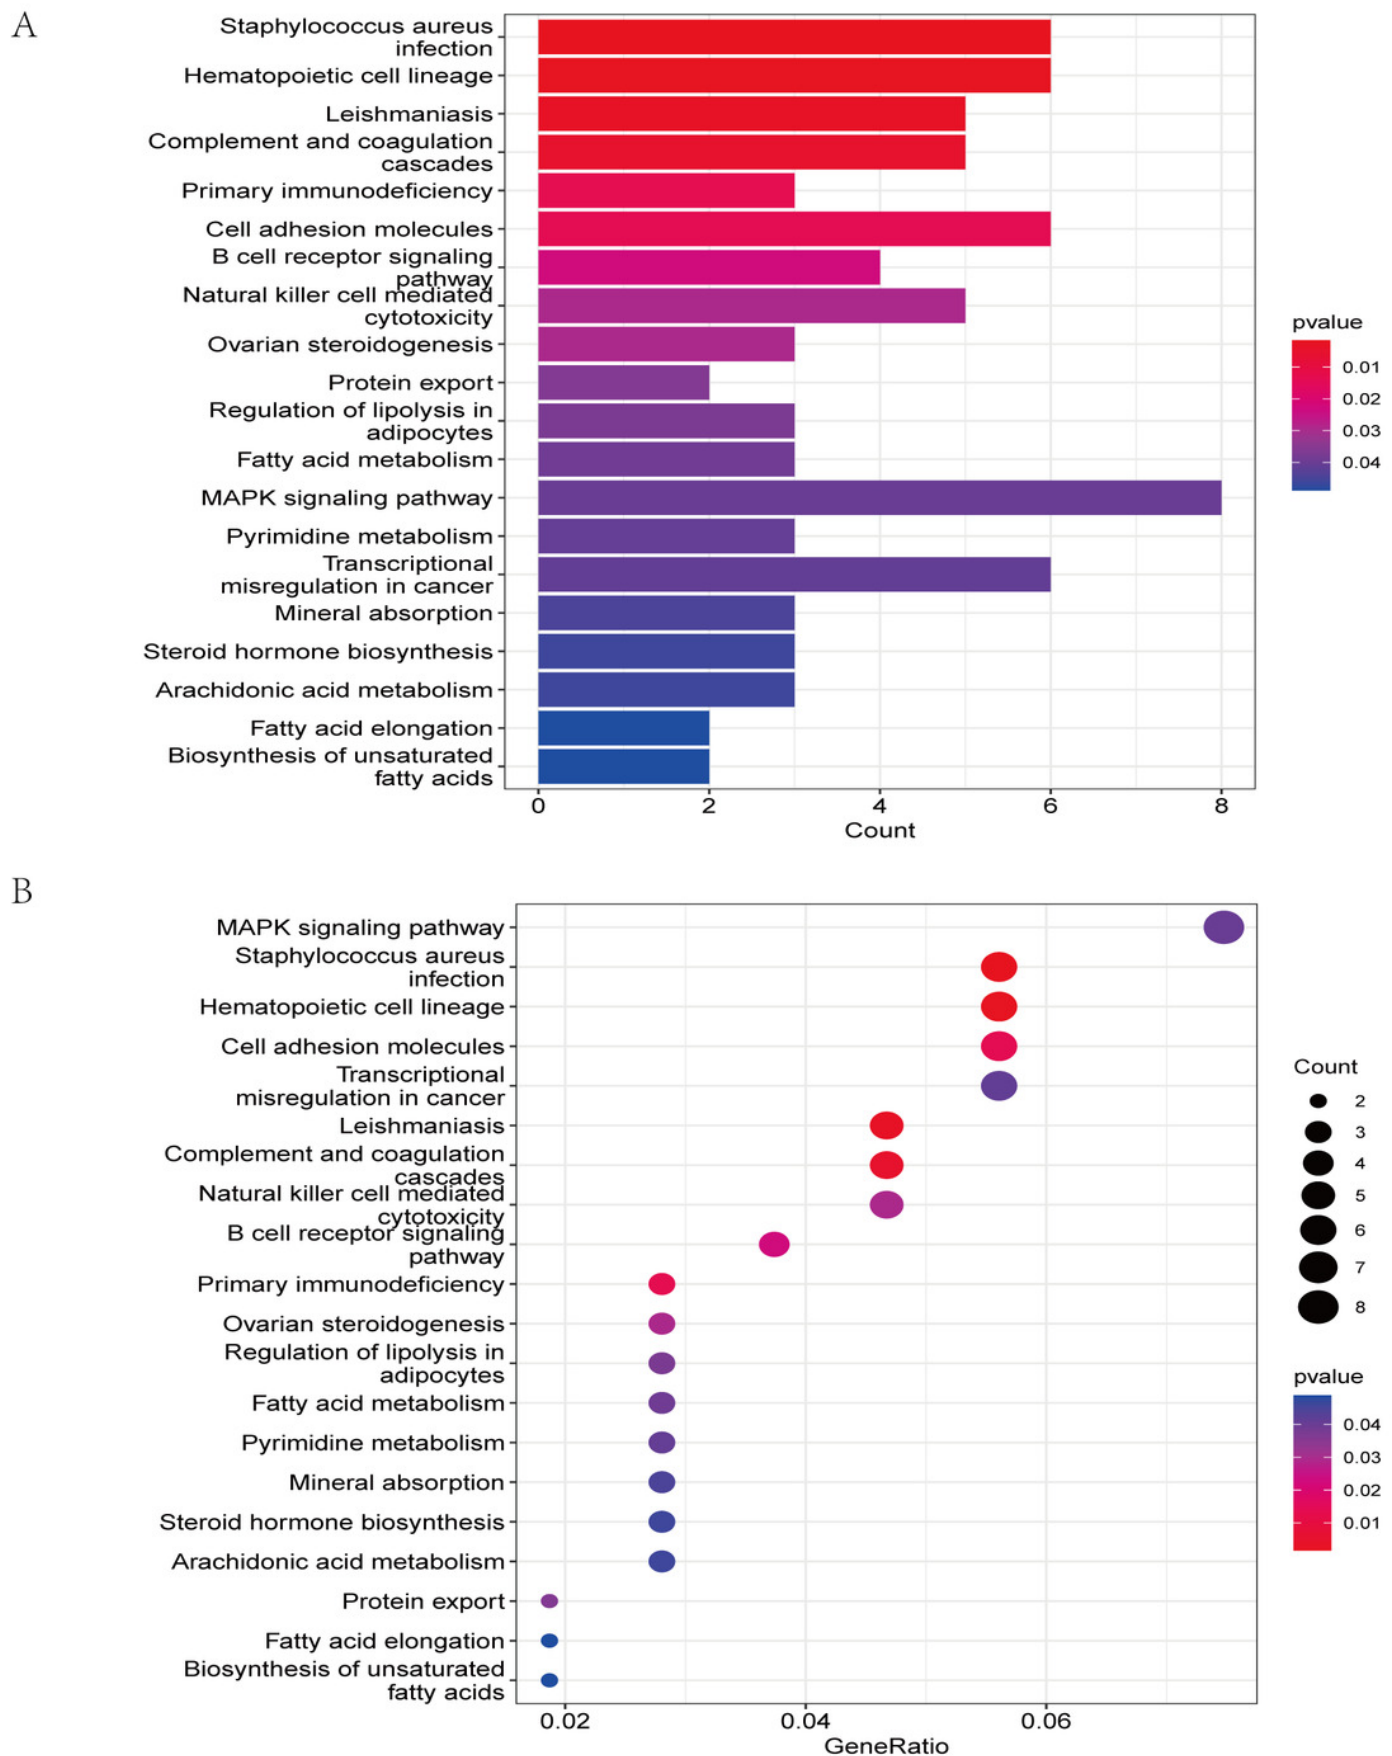 A
Staphylococcus aureus
infection
Hematopoietic cell lineage
Leishmaniasis
Complement and coagulation
cascades
Primary immunodeficiency
Cell adhesion molecules
B cell receptor signaling
pathway
Natural killer cell mediated
cytotoxicity
Ovarian steroidogenesis
Protein export
Regulation of lipolysis in
adipocytes
Fatty acid metabolism
MAPK signaling pathway
Pyrimidine metabolism
Transcriptional
misregulation in cancer
Mineral absorption
Steroid hormone biosynthesis
Arachidonic acid metabolism
Fatty acid elongation
Biosynthesis of unsaturated
fatty acids
0 2 4 6 8
Count
pvalue
0.01
0.02
0.03
0.04
B
MAPK signaling pathway
Staphylococcus aureus
infection
Hematopoietic cell lineage
Cell adhesion molecules
Transcriptional
misregulation in cancer
Leishmaniasis
Complement and coagulation
cascades
Natural killer cell mediated
cytotoxicity
B cell receptor signaling
pathway
Primary immunodeficiency
Ovarian steroidogenesis
Regulation of lipolysis in
adipocytes
Fatty acid metabolism
Pyrimidine metabolism
Mineral absorption
Steroid hormone biosynthesis
Arachidonic acid metabolism
Protein export
Fatty acid elongation
Biosynthesis of unsaturated
fatty acids
0.02 0.04 0.06
GeneRatio
Count
2
3
4
5
6
7
8
pvalue
0.04
0.03
0.02
0.01